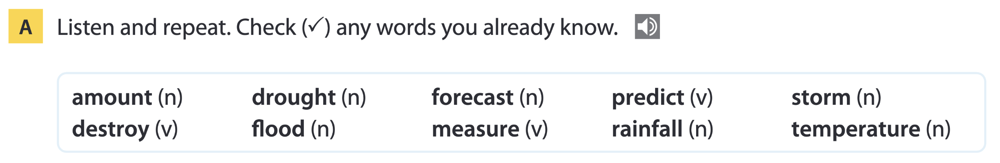 A Listen and repeat. Check (✓) any words you already know.
amount (n) drought (n) forecast (n) predict (v) storm (n)
destroy (v) flood (n) measure (v) rainfall (n) temperature (n)